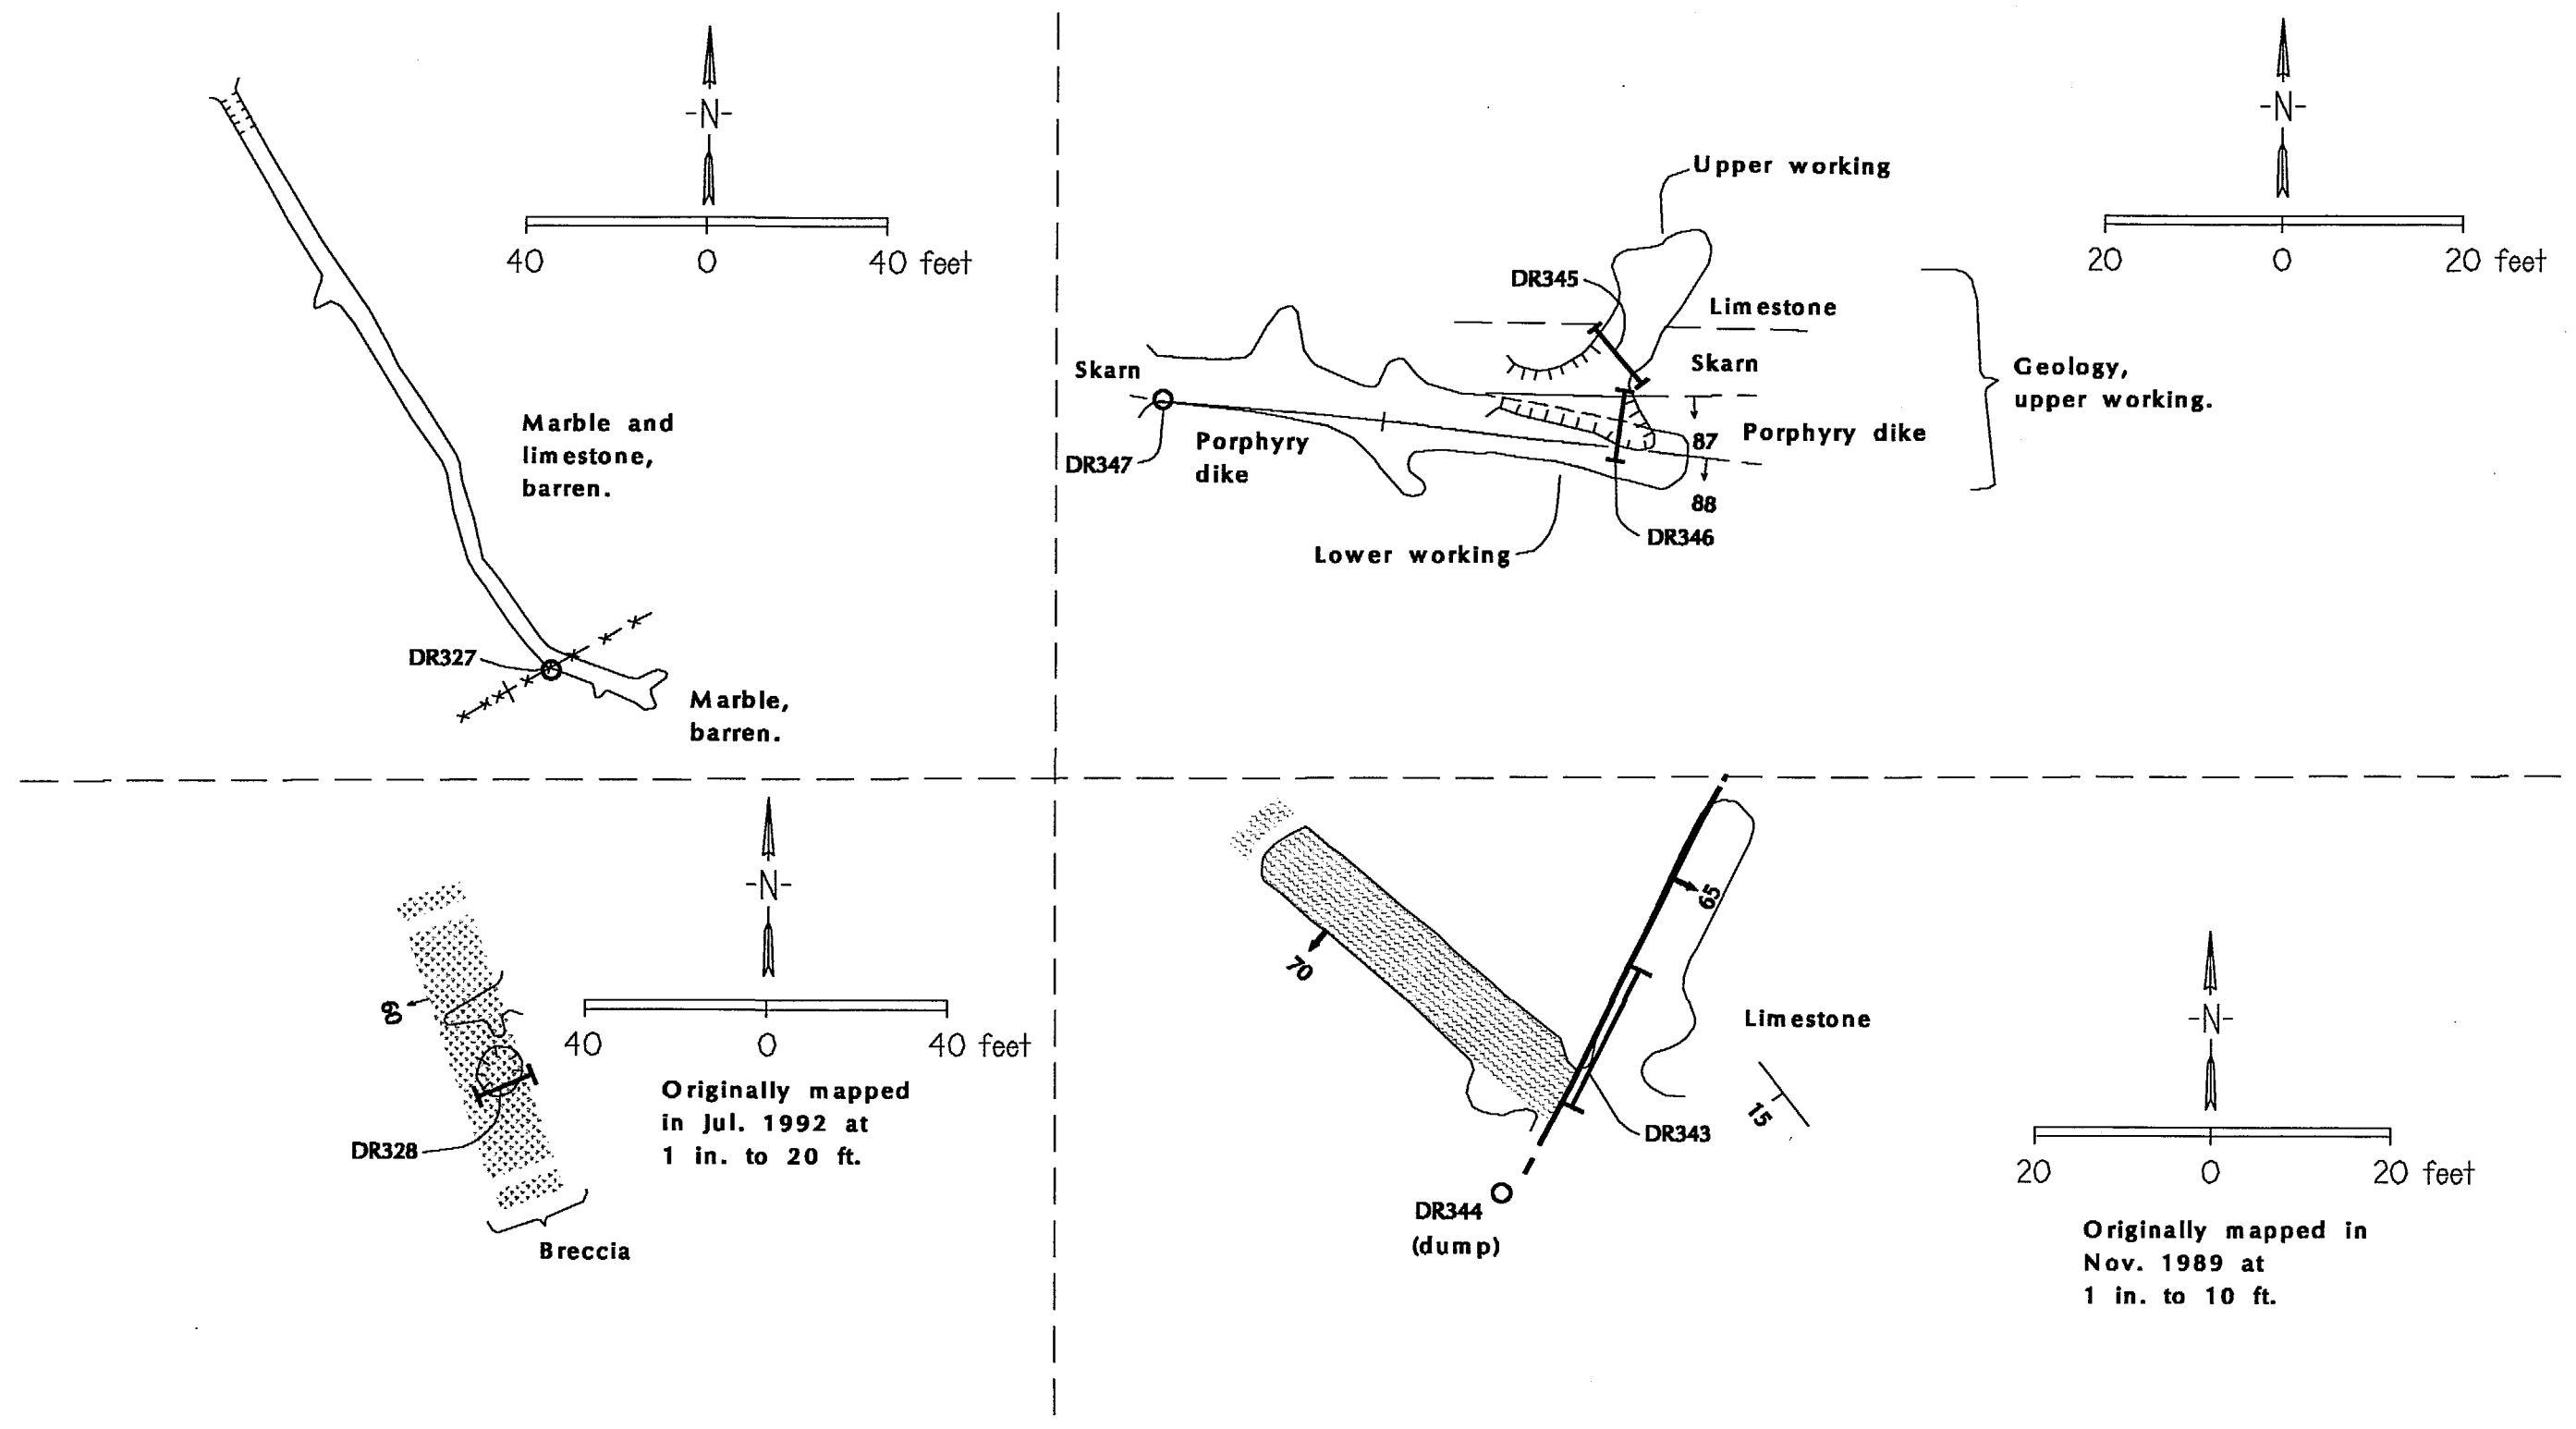 -N-
40 0 40 feet
Marble and
limestone,
barren.
DR327
Marble,
barren.
-N-
20 0 20 feet
Upper working
DR345
Limestone
Skarn
Skarn
Geology,
upper working.
DR347
Porphyry
dike
87
Porphyry dike
88
DR346
Lower working
-N-
60
40 0 40 feet
Originally mapped
in Jul. 1992 at
1 in. to 20 ft.
DR328
Breccia
65
70
Limestone
15
DR343
DR344
(dump)
-N-
20 0 20 feet
Originally mapped in
Nov. 1989 at
1 in. to 10 ft.